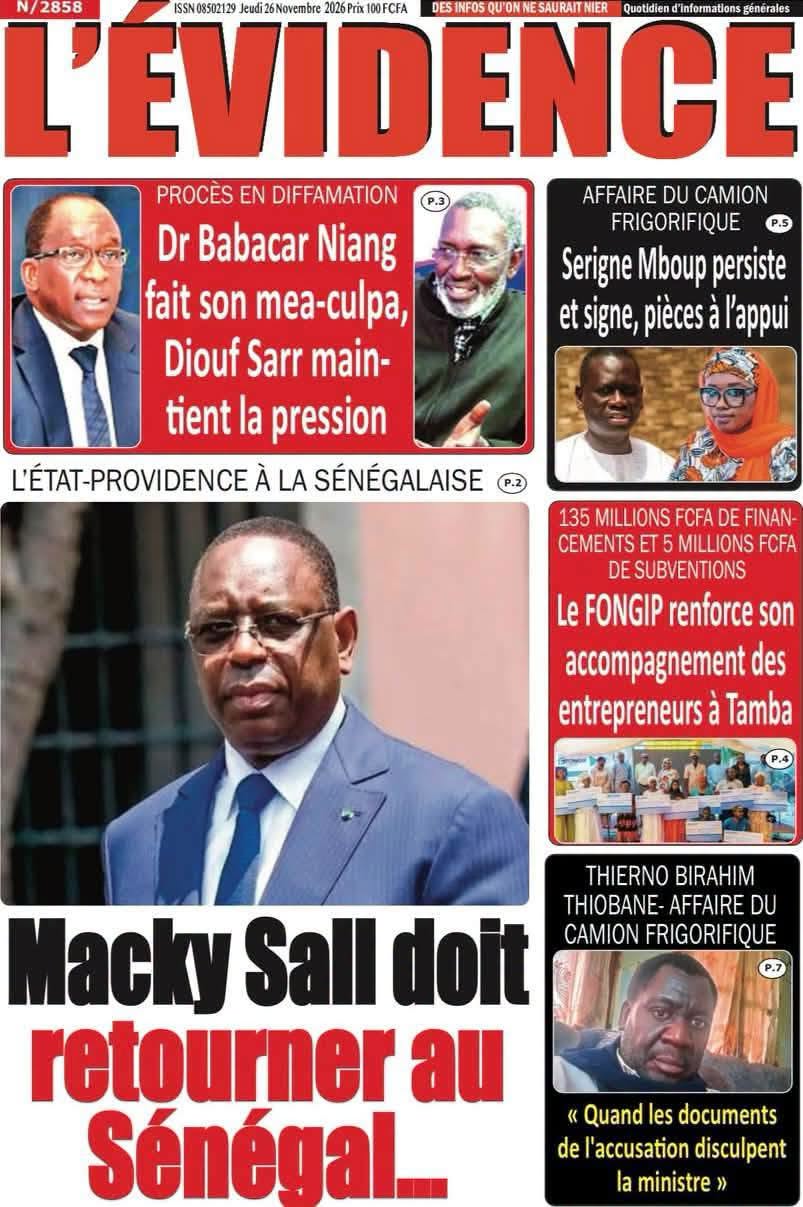 N/2858
ISSN 08502129 Jeudi 26 Novembre 2026 Prix 100 FCFA
DES INFOS QU'ON NE SAURAIT NIER
Quotidien d'informations générales
L'ÉVIDENCE
PROCÈS EN DIFFAMATION
P.3
Dr Babacar Niang
fait son mea-culpa,
Diouf Sarr main-
tient la pression
AFFAIRE DU CAMION
FRIGORIFIQUE
P.5
Serigne Mboup persiste
et signe, pièces à l'appui
L'ÉTAT-PROVIDENCE À LA SÉNÉGALAISE
P.2
Macky Sall doit
retourner au
Sénégal...
135 MILLIONS FCFA DE FINAN-
CEMENTS ET 5 MILLIONS FCFA
DE SUBVENTIONS
Le FONGIP renforce son
accompagnement des
entrepreneurs à Tamba
P.4
THIERNO BIRAHIM
THIOBANE- AFFAIRE DU
CAMION FRIGORIFIQUE
P.7
« Quand les documents
de l'accusation disculpent
la ministre »